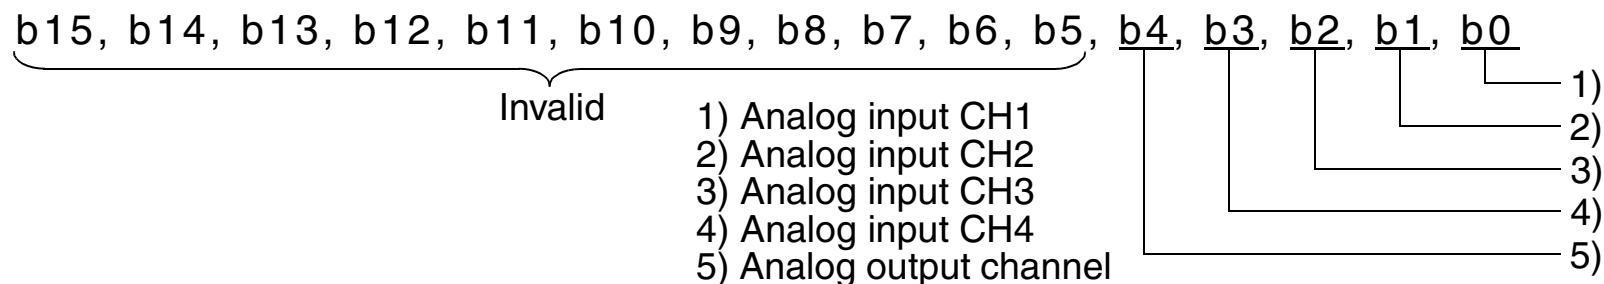 b15, b14, b13, b12, b11, b10, b9, b8, b7, b6, b5, b4, b3, b2, b1, b0
Invalid
1)
2)
3)
4)
5)
1) Analog input CH1
2) Analog input CH2
3) Analog input CH3
4) Analog input CH4
5) Analog output channel